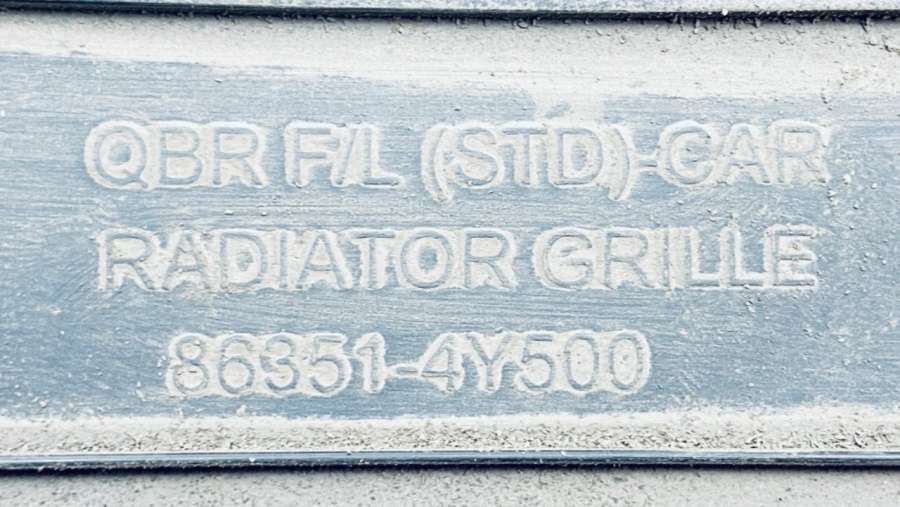 QBR F/L (STD)-CAR
RADIATOR GRILLE
86351-4Y500